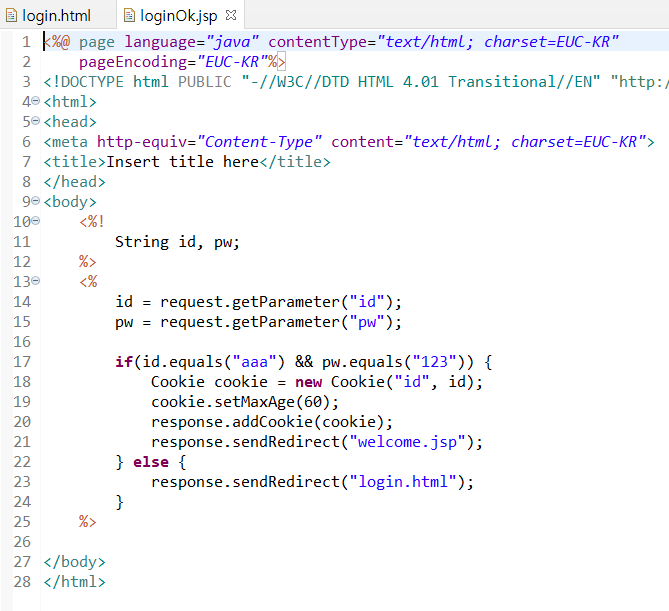 login.html
loginOk.jsp
1 <%@ page language="java" contentType="text/html; charset=EUC-KR"
2     pageEncoding="EUC-KR"%>
3 <!DOCTYPE html PUBLIC "-//W3C//DTD HTML 4.01 Transitional//EN" "http:/
4 <html>
5 <head>
6 <meta http-equiv="Content-Type" content="text/html; charset=EUC-KR">
7 <title>Insert title here</title>
8 </head>
9 <body>
10     <%!
11         String id, pw;
12     %>
13     <%
14         id = request.getParameter("id");
15         pw = request.getParameter("pw");
16
17         if(id.equals("aaa") && pw.equals("123")) {
18             Cookie cookie = new Cookie("id", id);
19             cookie.setMaxAge(60);
20             response.addCookie(cookie);
21             response.sendRedirect("welcome.jsp");
22         } else {
23             response.sendRedirect("login.html");
24         }
25     %>
26
27 </body>
28 </html>